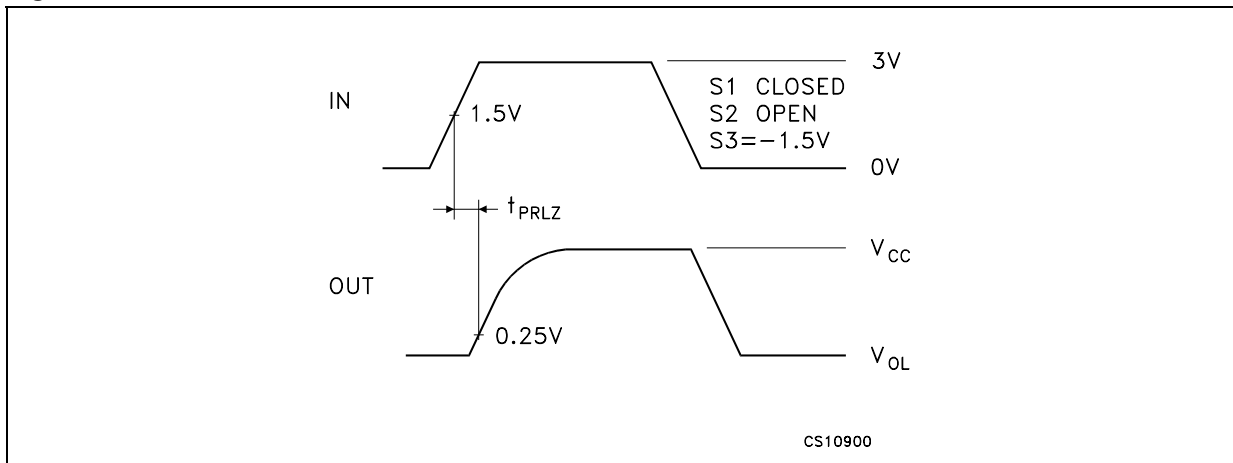 3V
S1 CLOSED
S2 OPEN
S3=-1.5V
IN
1.5V
0V
tPRLZ
VCC
OUT
0.25V
VOL
CS10900